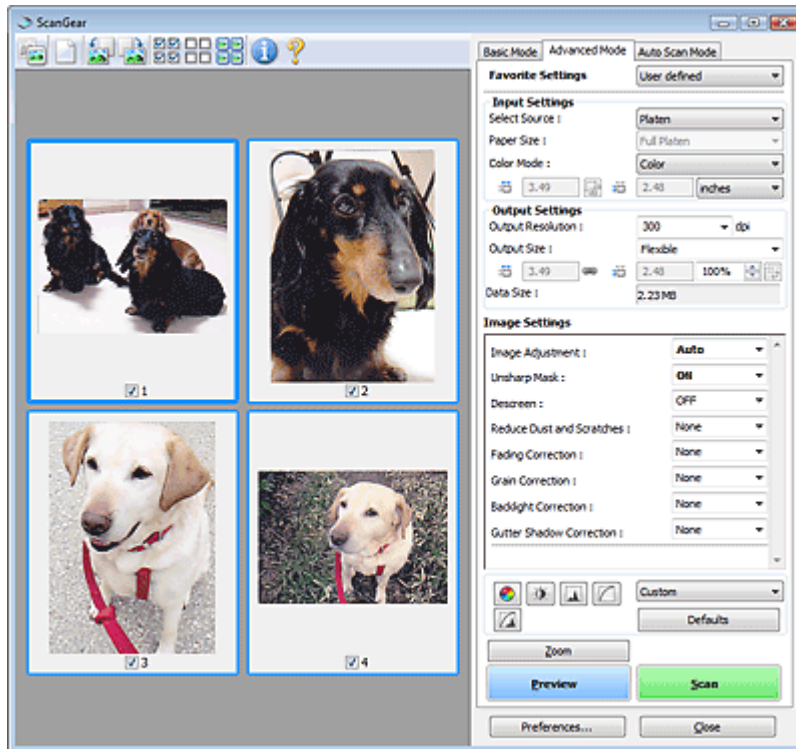 ScanGear
Basic Mode Advanced Mode Auto Scan Mode
Favorite Settings User defined
Input Settings
Select Source : Platen
Paper Size : Full Platen
Color Mode : Color
3.49 2.48 inches
Output Settings
Output Resolution : 300 dpi
Output Size : Flexible
3.49 2.48 100%
Data Size : 2.23 MB
Image Settings
Image Adjustment : Auto
Unsharp Mask : ON
Descreen : OFF
Reduce Dust and Scratches : None
Fading Correction : None
Grain Correction : None
Backlight Correction : None
Gutter Shadow Correction : None
1
2
3
4
Custom
Defaults
Zoom
Preview Scan
Preferences... Close